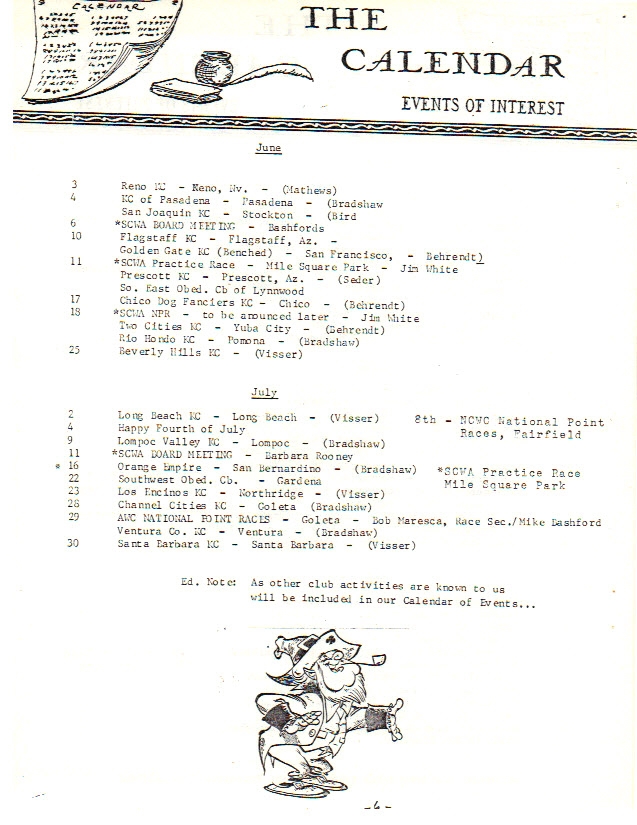 CALENDAR
THE
CALENDAR
EVENTS OF INTEREST
June
3 Reno KC - Reno, Nv. - (Mathews)
4 KC of Pasadena - Pasadena - (Bradshaw
San Joaquin KC - Stockton - (Bird
6 *SCWA BOARD MEETING - Bashfords
10 Flagstaff KC - Flagstaff, Az. -
Golden Gate KC (Benched) - San Francisco, - Behrendt)
11 *SCWA Practice Race - Mile Square Park - Jim White
Prescott KC - Prescott, Az. - (Seder)
So. East Obed. Cb of Lynnwood
17 Chico Dog Fanciers KC - Chico - (Behrendt)
18 *SCWA NPR - to be anounced later - Jim White
Two Cities KC - Yuba City - (Behrendt)
Rio Hondo KC - Pomona - (Bradshaw)
25 Beverly Hills KC - (Visser)
July
2 Long Beach KC - Long Beach - (Visser) 8th - NCWC National Point
4 Happy Fourth of July Races, Fairfield
9 Lompoc Valley KC - Lompoc - (Bradshaw)
11 *SCWA BOARD MEETING - Barbara Rooney
* 16 Orange Empire - San Bernardino - (Bradshaw) *SCWA Practice Race
22 Southwest Obed. Cb. - Gardena Mile Square Park
23 Los Encinos KC - Northridge - (Visser)
28 Channel Cities KC - Goleta (Bradshaw)
29 AWC NATIONAL POINT RACES - Goleta - Bob Maresca, Race Sec./Mike Bashford
Ventura Co. KC - Ventura - (Bradshaw)
30 Santa Barbara KC - Santa Barbara - (Visser)
Ed. Note: As other club activities are known to us
will be included in our Calendar of Events...
-6-